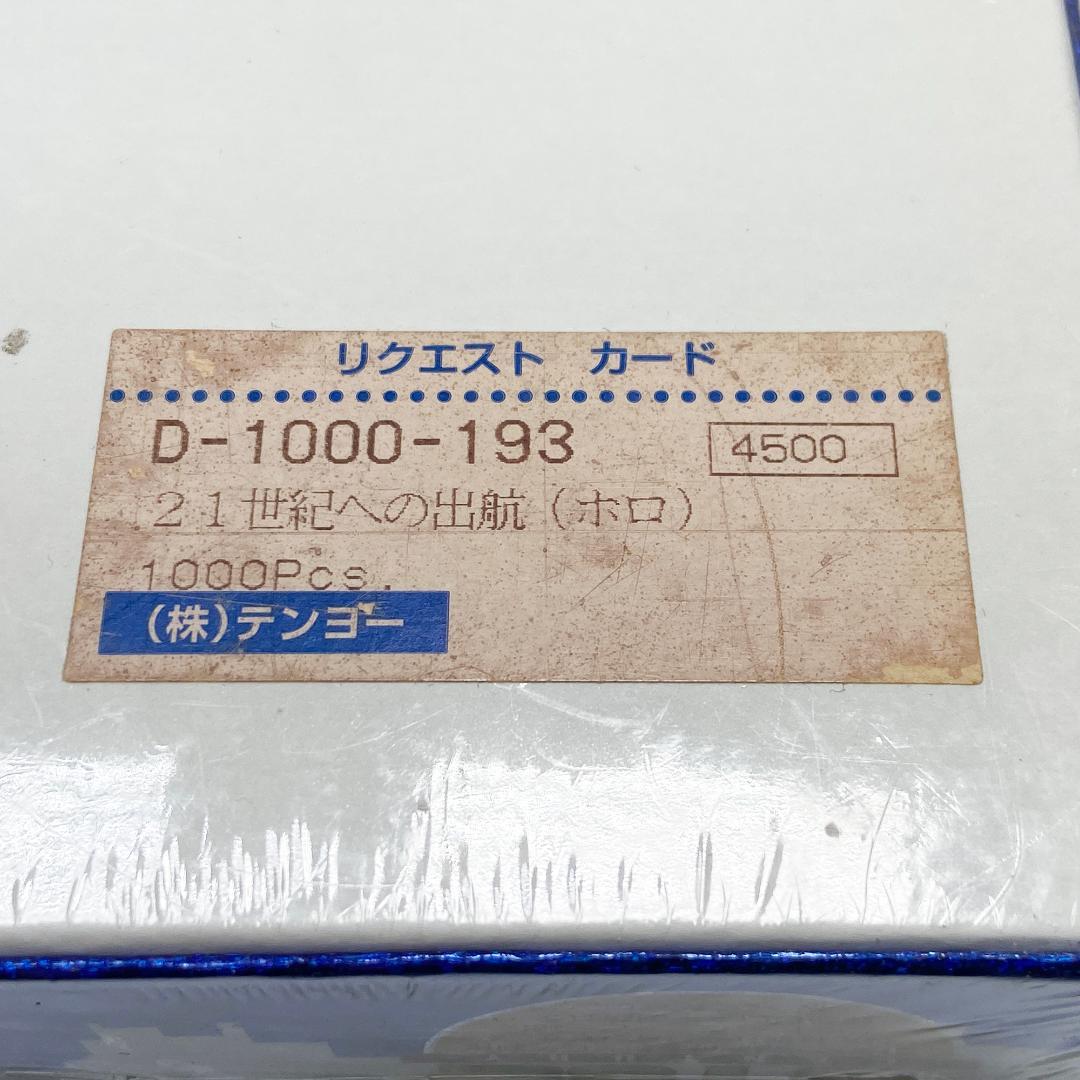 リクエスト カード
D-1000-193 4500
21世紀への出航(ホロ)
1000Pcs.
(株)テンヨー